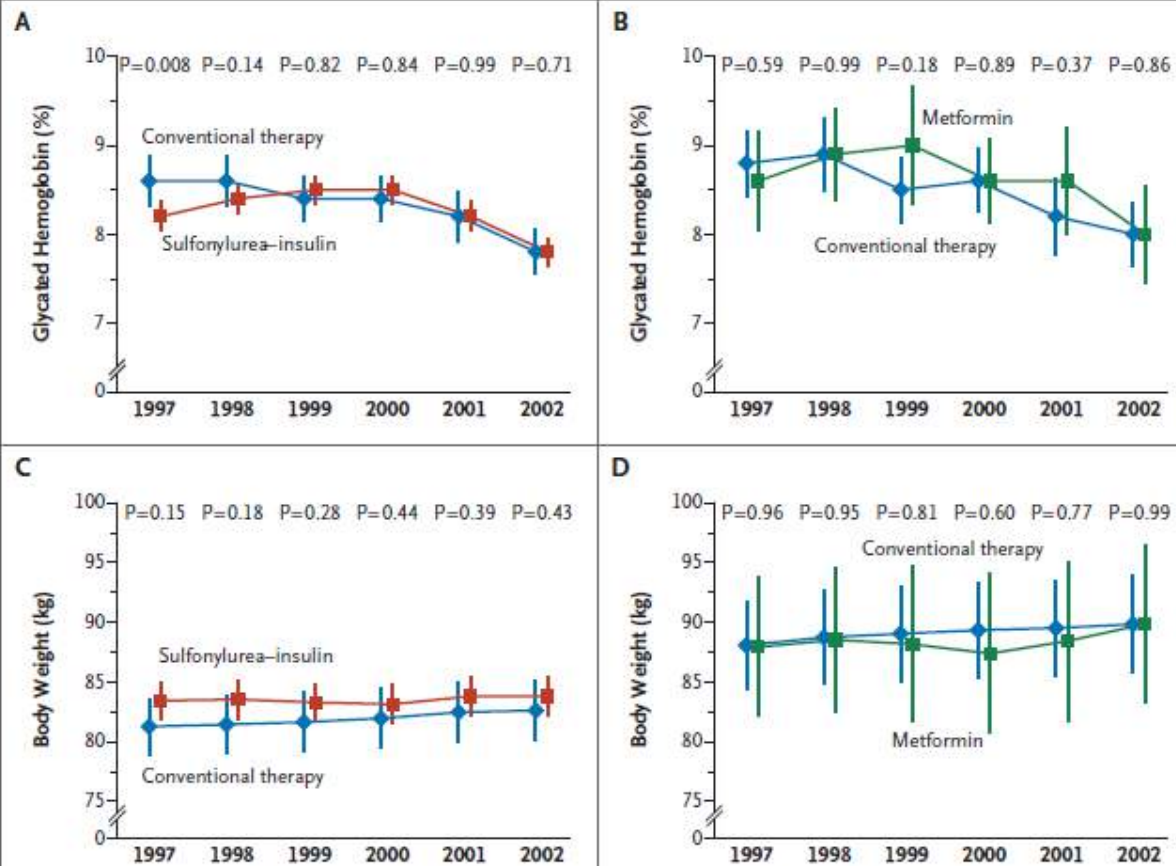 A
P=0.008 P=0.14 P=0.82 P=0.84 P=0.99 P=0.71
Glycated Hemoglobin (%)
10
9
8
7
0
Conventional therapy
Sulfonylurea–insulin
1997 1998 1999 2000 2001 2002
B
P=0.59 P=0.99 P=0.18 P=0.89 P=0.37 P=0.86
Glycated Hemoglobin (%)
10
9
8
7
0
Metformin
Conventional therapy
1997 1998 1999 2000 2001 2002
C
P=0.15 P=0.18 P=0.28 P=0.44 P=0.39 P=0.43
Body Weight (kg)
100
95
90
85
80
75
0
Sulfonylurea–insulin
Conventional therapy
1997 1998 1999 2000 2001 2002
D
P=0.96 P=0.95 P=0.81 P=0.60 P=0.77 P=0.99
Body Weight (kg)
100
95
90
85
80
75
0
Conventional therapy
Metformin
1997 1998 1999 2000 2001 2002